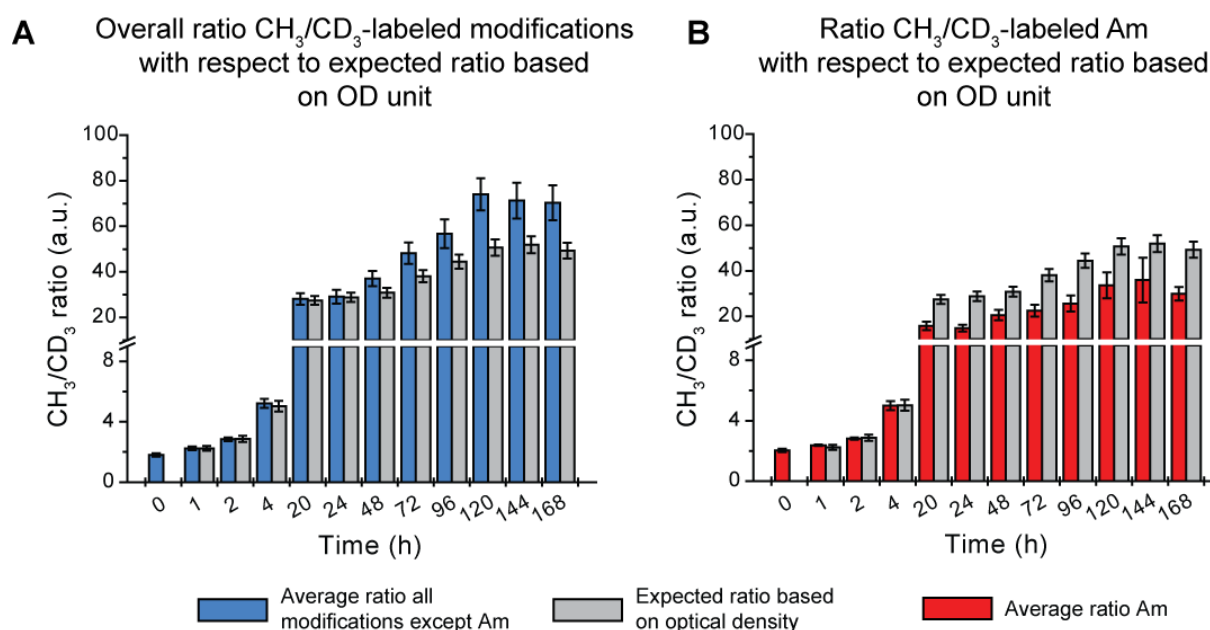 A
Overall ratio CH₃/CD₃-labeled modifications
with respect to expected ratio based
on OD unit
CH₃/CD₃ ratio (a.u.)
100
80
60
40
20
8
4
0
0 1 2 4 20 24 48 72 96 120 144 168
Time (h)
B
Ratio CH₃/CD₃-labeled Am
with respect to expected ratio based
on OD unit
CH₃/CD₃ ratio (a.u.)
100
80
60
40
20
8
4
0
0 1 2 4 20 24 48 72 96 120 144 168
Time (h)
Average ratio all
modifications except Am
Expected ratio based
on optical density
Average ratio Am